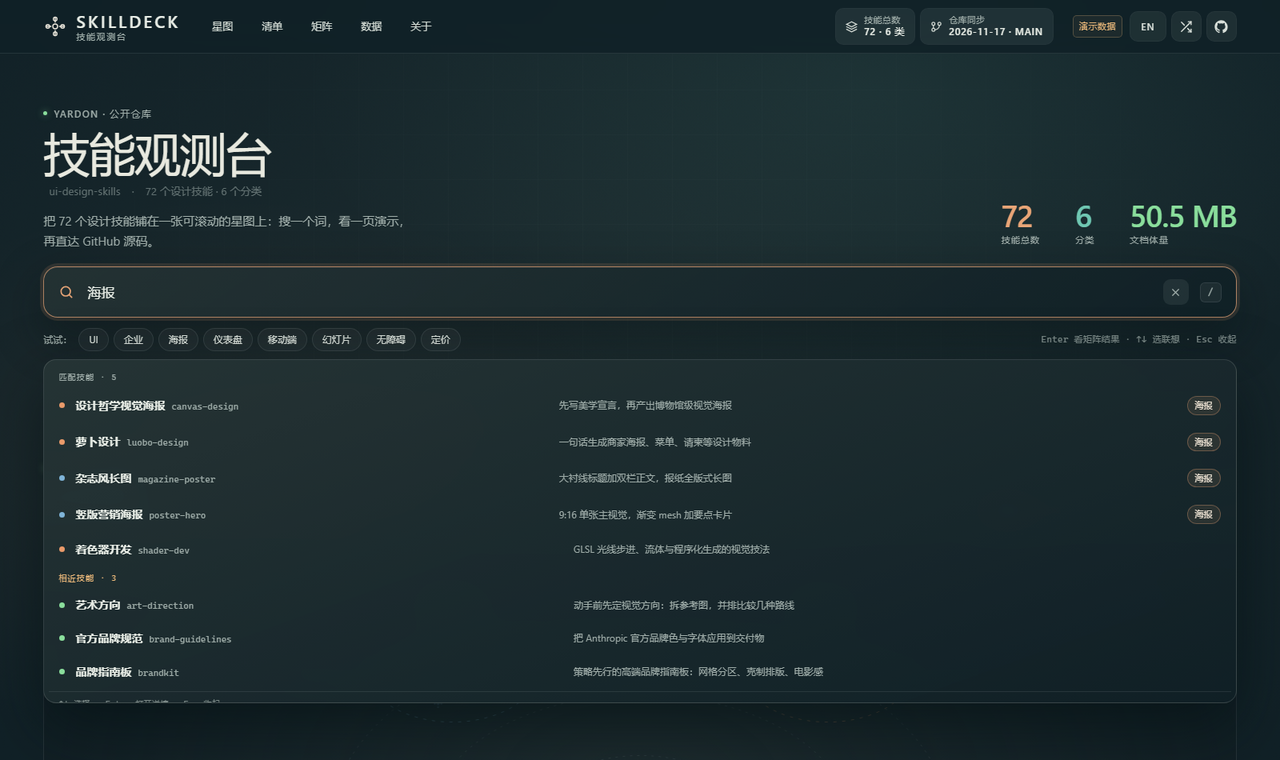 SKILLDECK
技能观测台
星图
清单
矩阵
数据
关于
技能总数
72 · 6 类
仓库同步
2026-11-17 · MAIN
演示数据
EN
YARDON · 公开仓库
技能观测台
ui-design-skills · 72 个设计技能 · 6 个分类
把 72 个设计技能铺在一张可滚动的星图上：搜一个词，看一页演示，
再直达 GitHub 源码。
72
技能总数
6
分类
50.5 MB
文档体量
海报
/
试试：
UI
企业
海报
仪表盘
移动端
幻灯片
无障碍
定价
Enter 看矩阵结果 · ↑↓ 选联想 · Esc 收起
匹配技能 · 5
设计哲学视觉海报 canvas-design 先写美学宣言，再产出博物馆级视觉海报 海报
萝卜设计 luobo-design 一句话生成商家海报、菜单、请柬等设计物料 海报
杂志风长图 magazine-poster 大衬线标题加双栏正文，报纸全版式长图 海报
竖版营销海报 poster-hero 9:16 单张主视觉，渐变 mesh 加要点卡片 海报
着色器开发 shader-dev GLSL 光线步进、流体与程序化生成的视觉技法
相近技能 · 3
艺术方向 art-direction 动手前先定视觉方向：拆参考图，并排比较几种路线
官方品牌规范 brand-guidelines 把 Anthropic 官方品牌色与字体应用到交付物
品牌指南板 brandkit 策略先行的高端品牌指南板：网格分区、克制排版、电影感